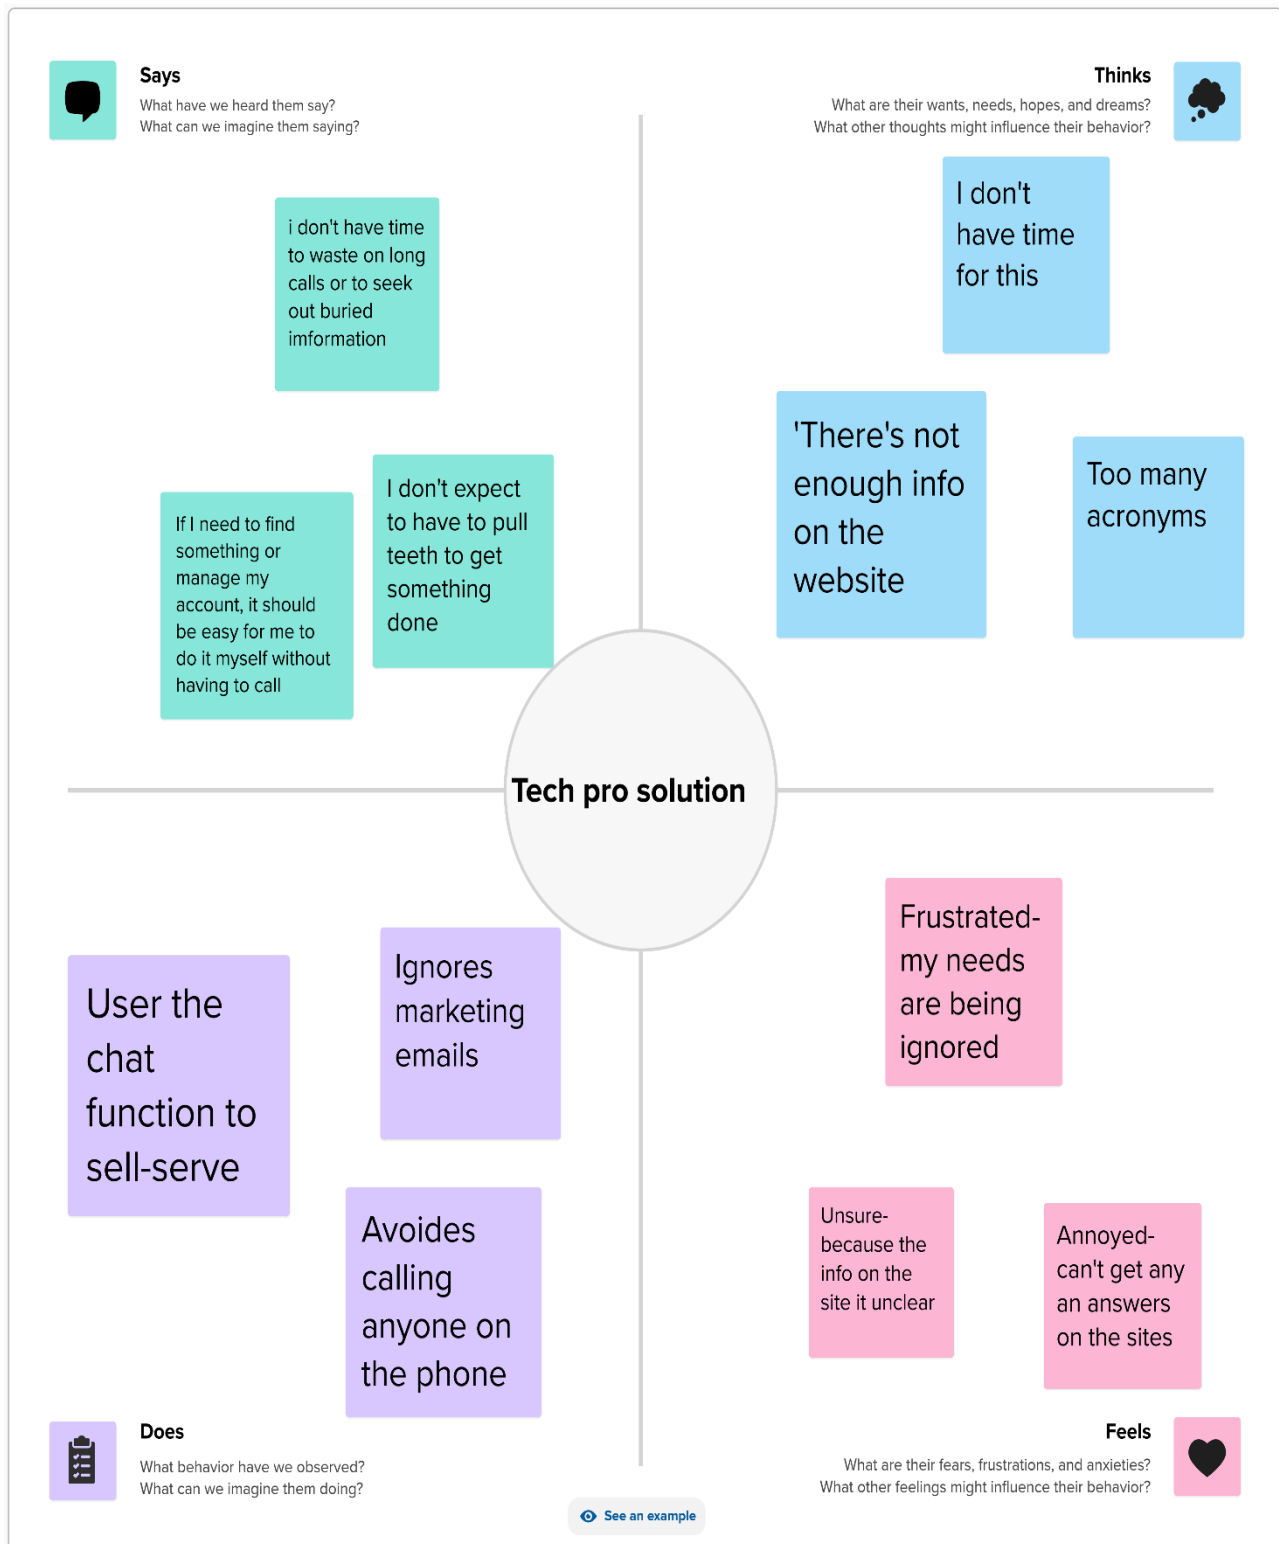 Says
What have we heard them say?
What can we imagine them saying?
Thinks
What are their wants, needs, hopes, and dreams?
What other thoughts might influence their behavior?
i don't have time
to waste on long
calls or to seek
out buried
imformation
If I need to find
something or
manage my
account, it should
be easy for me to
do it myself without
having to call
I don't expect
to have to pull
teeth to get
something
done
I don't
have time
for this
'There's not
enough info
on the
website
Too many
acronyms
Tech pro solution
User the
chat
function to
sell-serve
Ignores
marketing
emails
Avoides
calling
anyone on
the phone
Frustrated-
my needs
are being
ignored
Unsure-
because the
info on the
site it unclear
Annoyed-
can't get any
an answers
on the sites
Does
What behavior have we observed?
What can we imagine them doing?
Feels
What are their fears, frustrations, and anxieties?
What other feelings might influence their behavior?
See an example